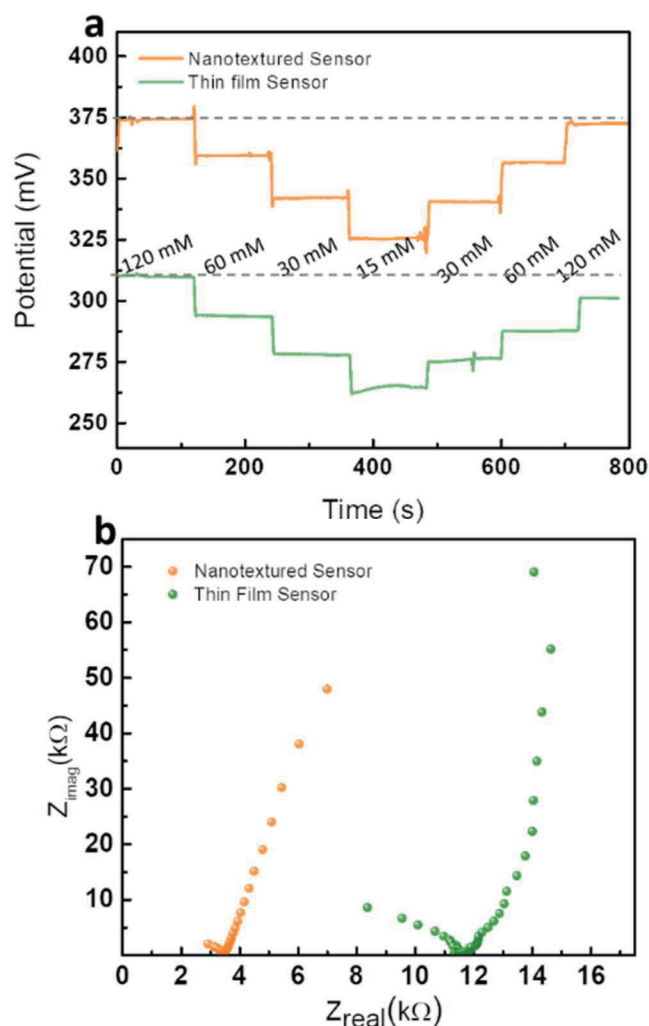 a
400
Nanotextured Sensor
Thin film Sensor
375
350
325
300
275
250
Potential (mV)
120 mM
60 mM
30 mM
15 mM
30 mM
60 mM
120 mM
0
200
400
600
800
Time (s)
b
70
60
50
40
30
20
10
Nanotextured Sensor
Thin Film Sensor
Zimag(kΩ)
0
2
4
6
8
10
12
14
16
Zreal(kΩ)